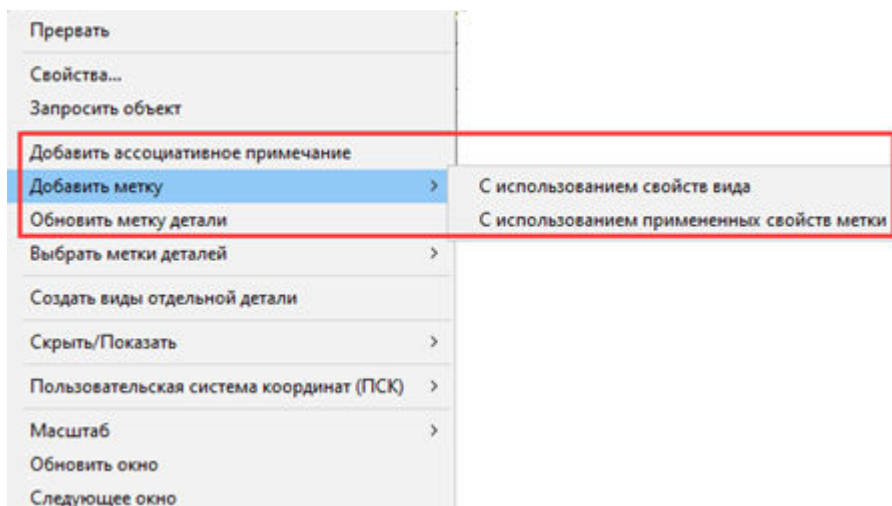 Прервать
Свойства...
Запросить объект
Добавить ассоциативное примечание
Добавить метку
С использованием свойств вида
Обновить метку детали
С использованием примененных свойств метки
Выбрать метки деталей
Создать виды отдельной детали
Скрыть/Показать
Пользовательская система координат (ПСК)
Масштаб
Обновить окно
Следующее окно